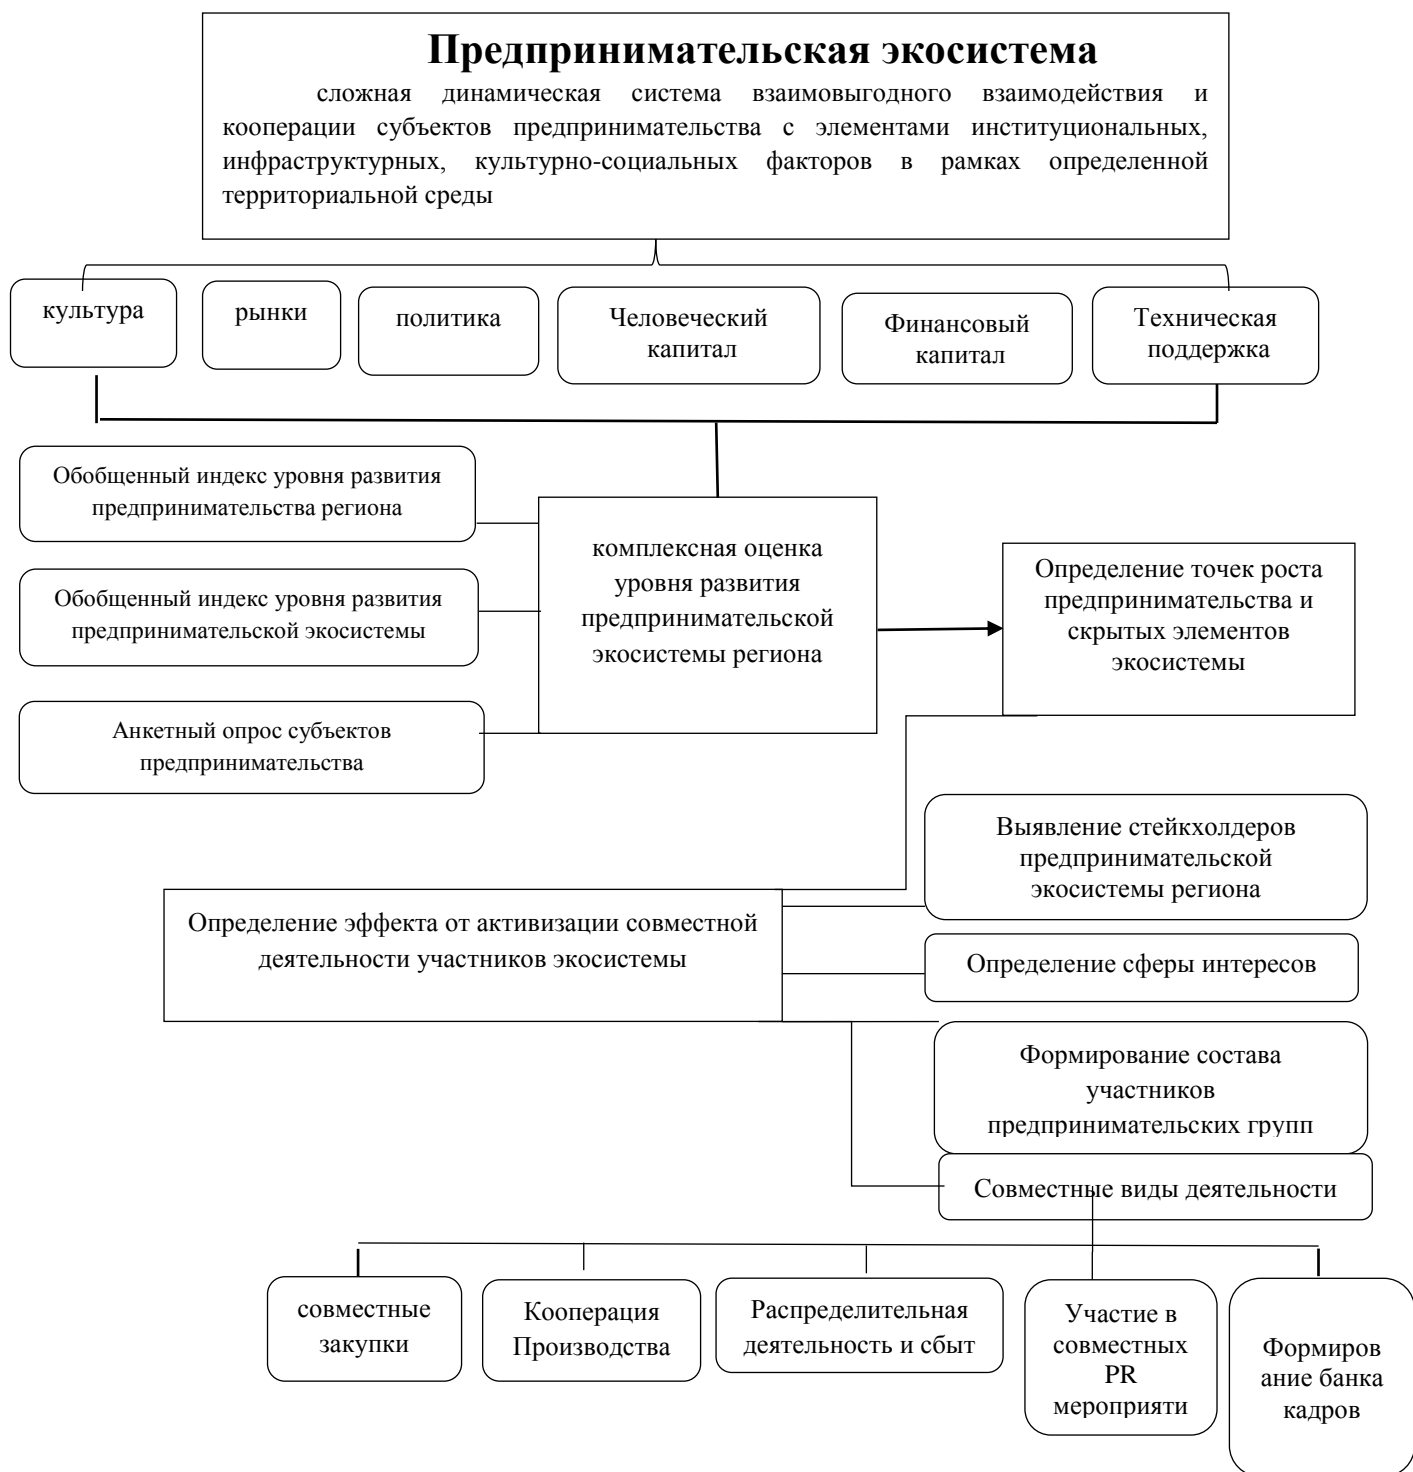 Предпринимательская экосистема
сложная динамическая система взаимовыгодного взаимодействия и
кооперации субъектов предпринимательства с элементами институциональных,
инфраструктурных, культурно-социальных факторов в рамках определенной
территориальной среды
культура
рынки
политика
Человеческий
капитал
Финансовый
капитал
Техническая
поддержка
Обобщенный индекс уровня развития
предпринимательства региона
Обобщенный индекс уровня развития
предпринимательской экосистемы
Анкетный опрос субъектов
предпринимательства
комплексная оценка
уровня развития
предпринимательской
экосистемы региона
Определение точек роста
предпринимательства и
скрытых элементов
экосистемы
Выявление стейкхолдеров
предпринимательской
экосистемы региона
Определение эффекта от активизации совместной
деятельности участников экосистемы
Определение сферы интересов
Формирование состава
участников
предпринимательских групп
Совместные виды деятельности
совместные
закупки
Кооперация
Производства
Распределительная
деятельность и сбыт
Участие в
совместных
PR
мероприяти
Формиров
ание банка
кадров